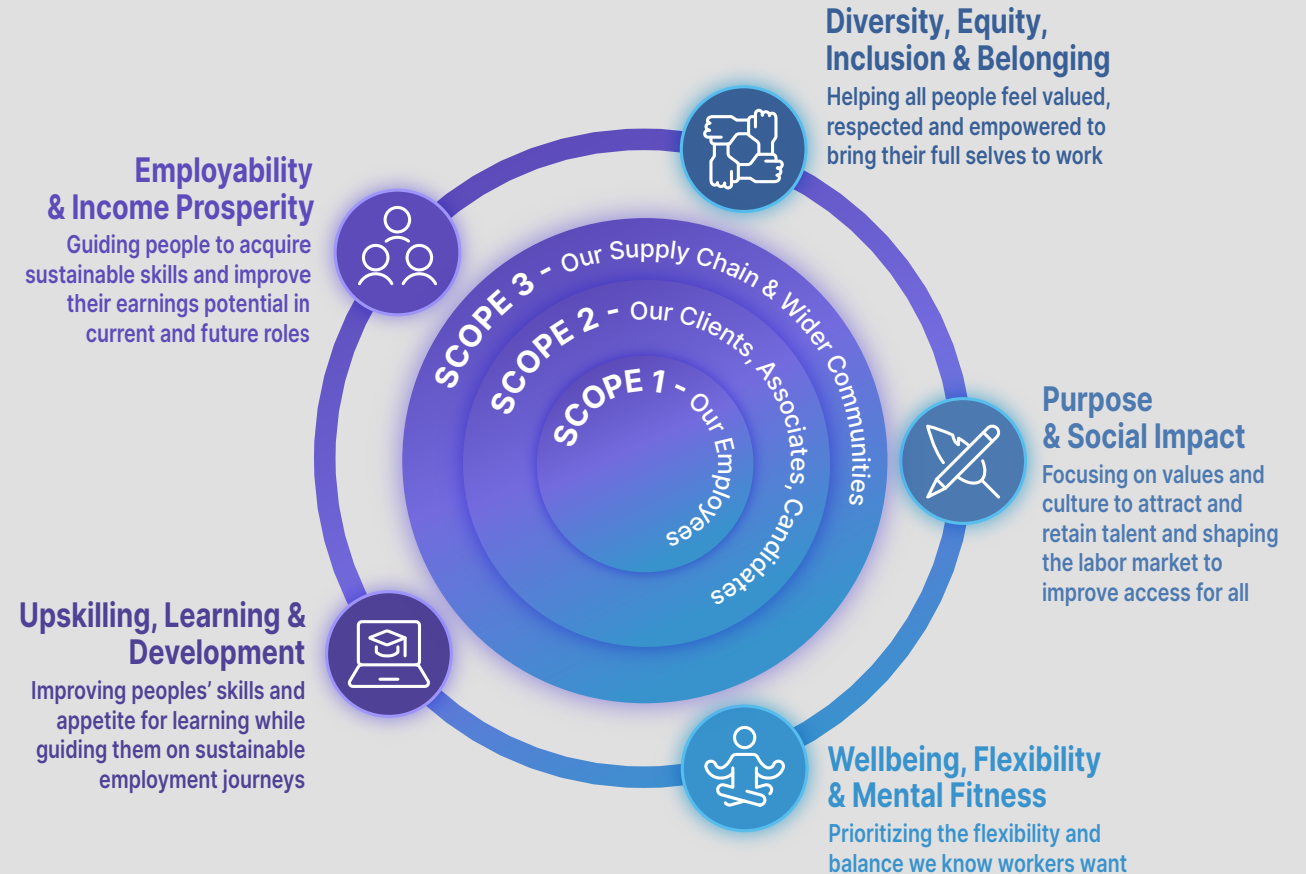 Diversity, Equity,
Inclusion & Belonging
Helping all people feel valued,
respected and empowered to
bring their full selves to work
Employability
& Income Prosperity
Guiding people to acquire
sustainable skills and improve
their earnings potential in
current and future roles
SCOPE 3 - Our Supply Chain & Wider Communities
SCOPE 2 - Our Clients, Associates, Candidates
SCOPE 1 - Our Employees
Purpose
& Social Impact
Focusing on values and
culture to attract and
retain talent and shaping
the labor market to
improve access for all
Upskilling, Learning &
Development
Improving peoples’ skills and
appetite for learning while
guiding them on sustainable
employment journeys
Wellbeing, Flexibility
& Mental Fitness
Prioritizing the flexibility and
balance we know workers want